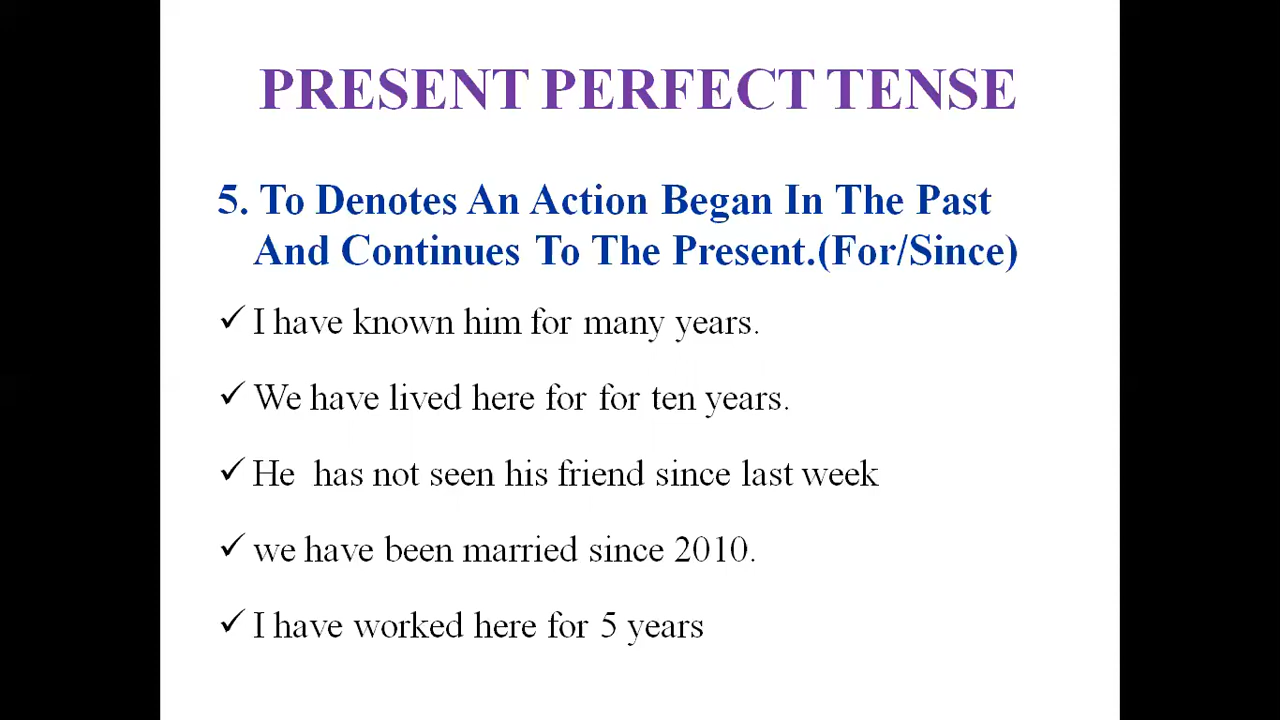 PRESENT PERFECT TENSE
5. To Denotes An Action Began In The Past
And Continues To The Present.(For/Since)
✓ I have known him for many years.
✓ We have lived here for for ten years.
✓ He has not seen his friend since last week
✓ we have been married since 2010.
✓ I have worked here for 5 years